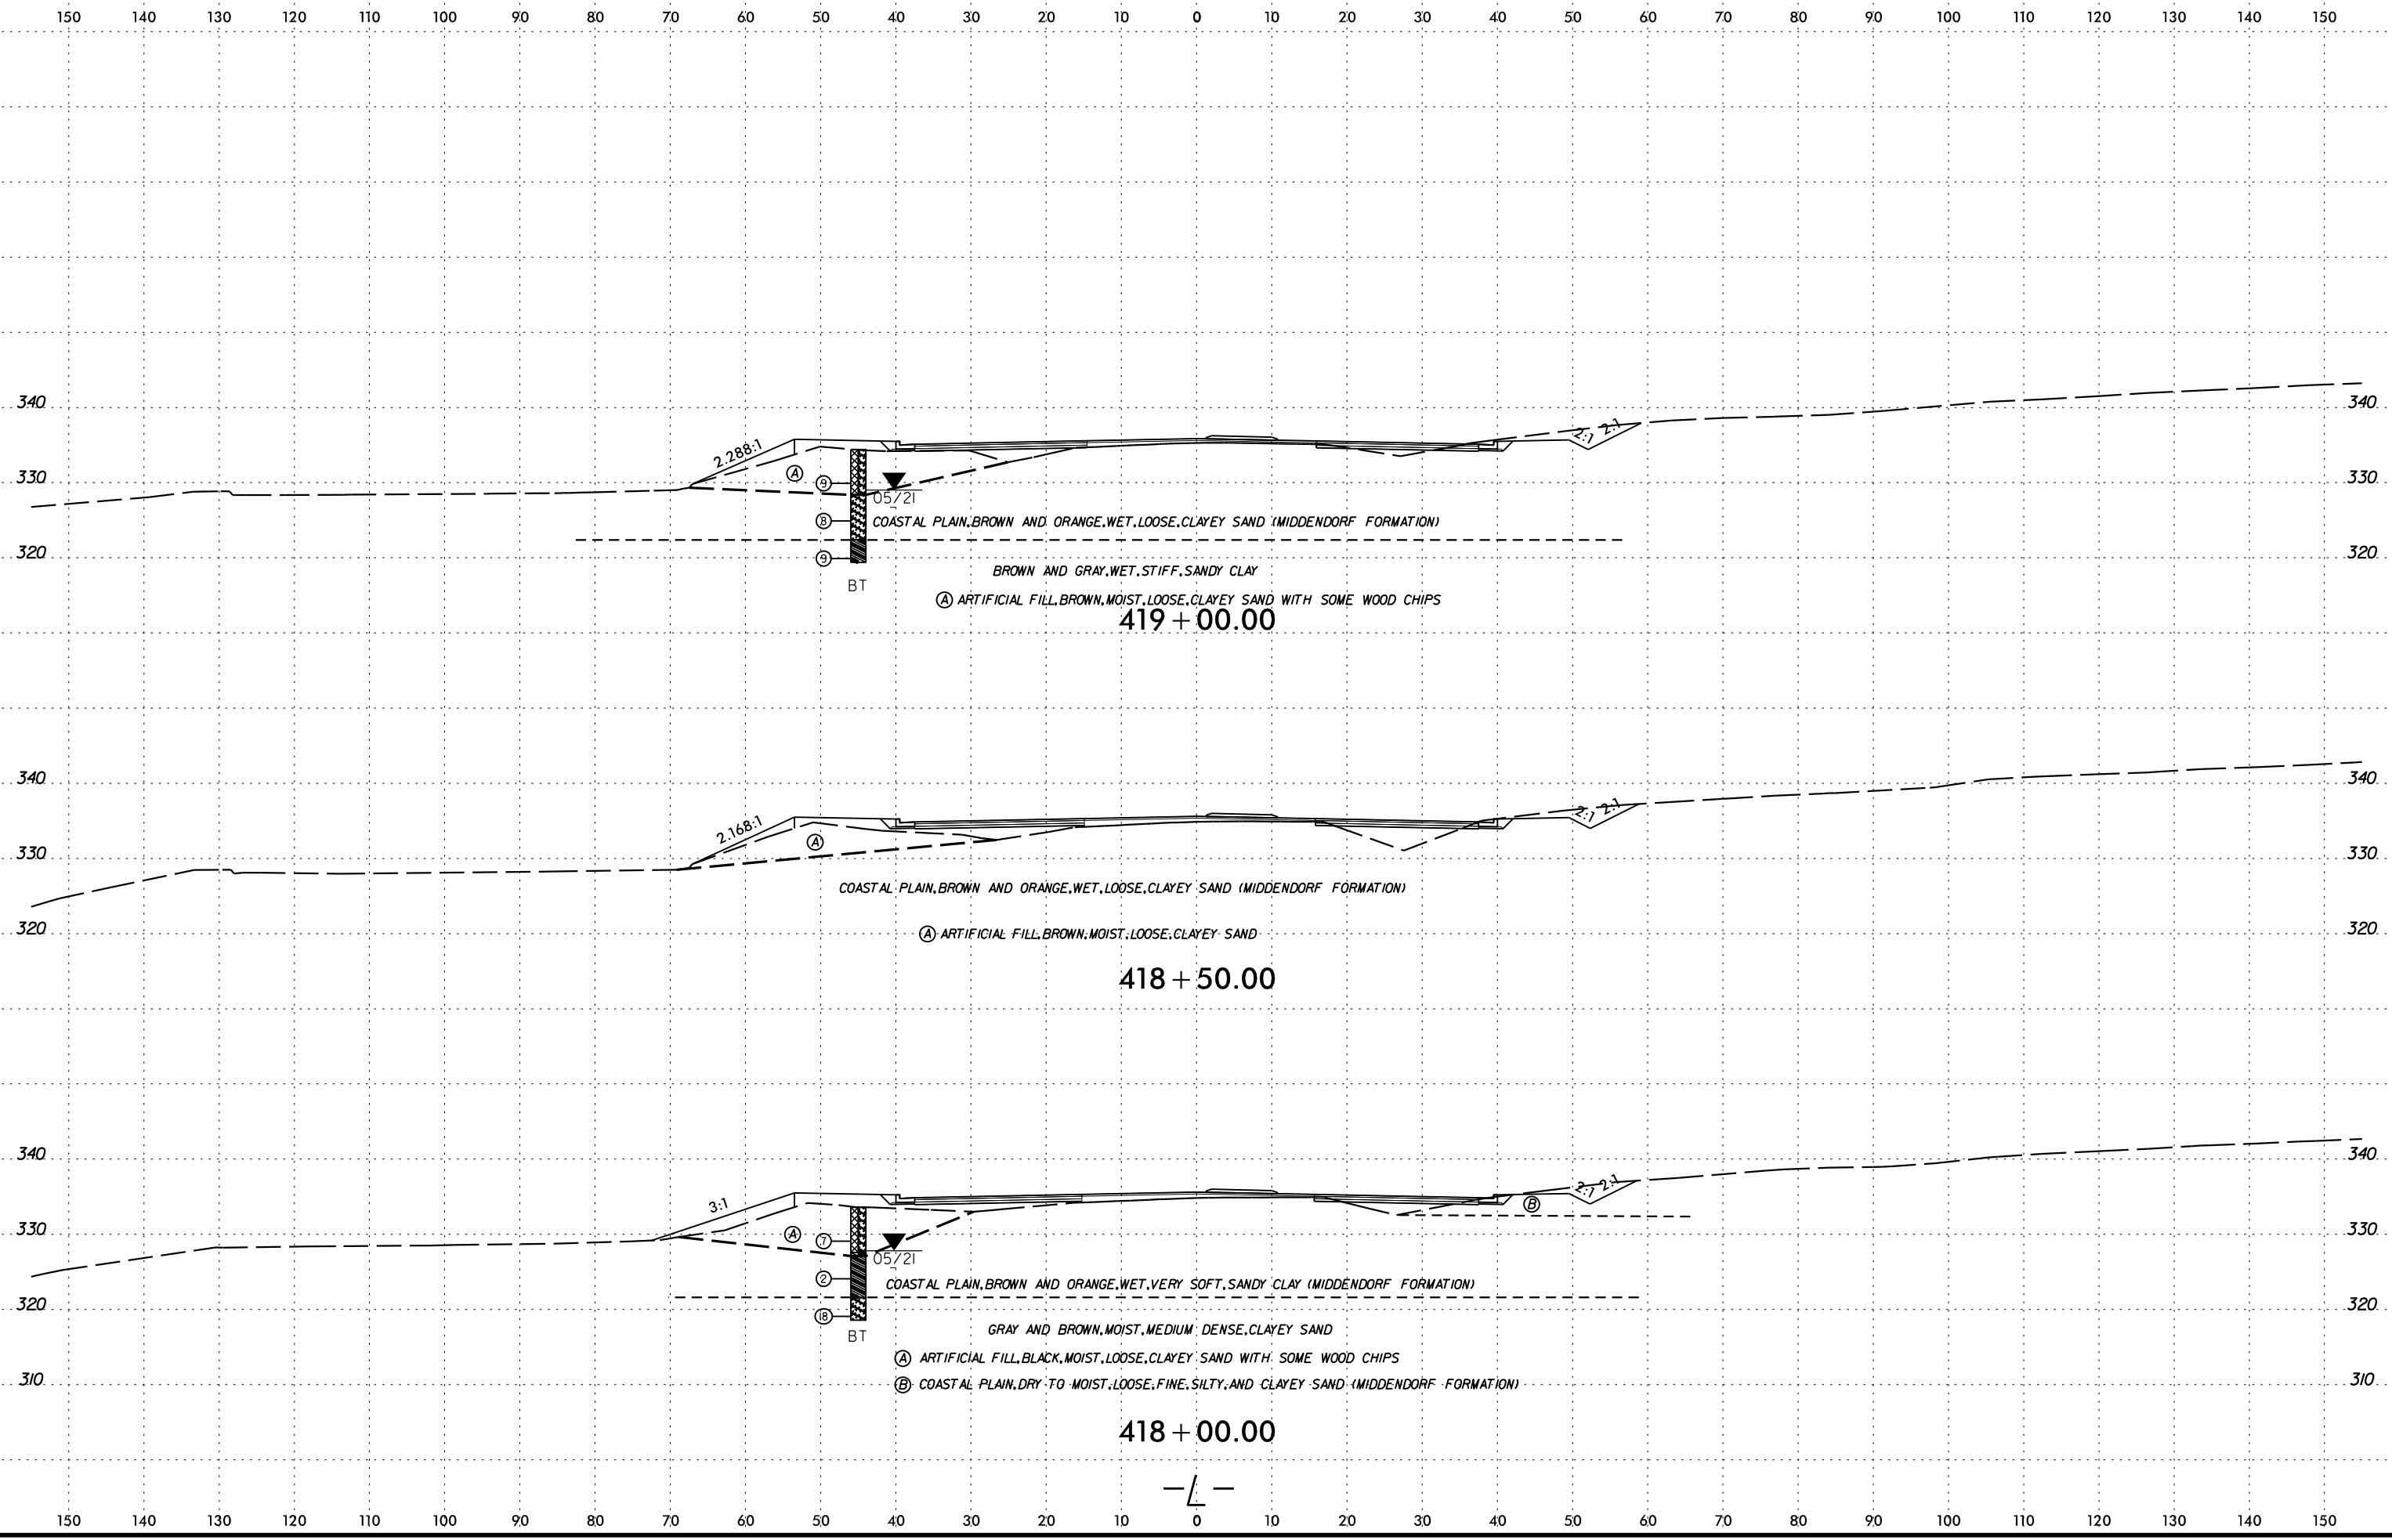 150 140 130 120 110 100 90 80 70 60 50 40 30 20 10 0 10 20 30 40 50 60 70 80 90 100 110 120 130 140 150
340 340
2.288:1 2:1 2:1
330 A 9 330
05/21
8 COASTAL PLAIN, BROWN AND ORANGE, WET, LOOSE, CLAYEY SAND (MIDDENDORF FORMATION)
320 9 320
BROWN AND GRAY, WET, STIFF, SANDY CLAY
BT
A ARTIFICIAL FILL, BROWN, MOIST, LOOSE, CLAYEY SAND WITH SOME WOOD CHIPS
419+00.00
340 340
2.168:1 2:1 2:1
A
330 330
COASTAL PLAIN, BROWN AND ORANGE, WET, LOOSE, CLAYEY SAND (MIDDENDORF FORMATION)
320 320
A ARTIFICIAL FILL, BROWN, MOIST, LOOSE, CLAYEY SAND
418+50.00
340 340
3:1 2:1 2:1
B
330 A 7 330
05/21
2 COASTAL PLAIN, BROWN AND ORANGE, WET, VERY SOFT, SANDY CLAY (MIDDENDORF FORMATION)
320 18 320
GRAY AND BROWN, MOIST, MEDIUM DENSE, CLAYEY SAND
BT
A ARTIFICIAL FILL, BLACK, MOIST, LOOSE, CLAYEY SAND WITH SOME WOOD CHIPS
310 B COASTAL PLAIN, DRY TO MOIST, LOOSE, FINE, SILTY, AND CLAYEY SAND (MIDDENDORF FORMATION) 310
418+00.00
-L-
150 140 130 120 110 100 90 80 70 60 50 40 30 20 10 0 10 20 30 40 50 60 70 80 90 100 110 120 130 140 150